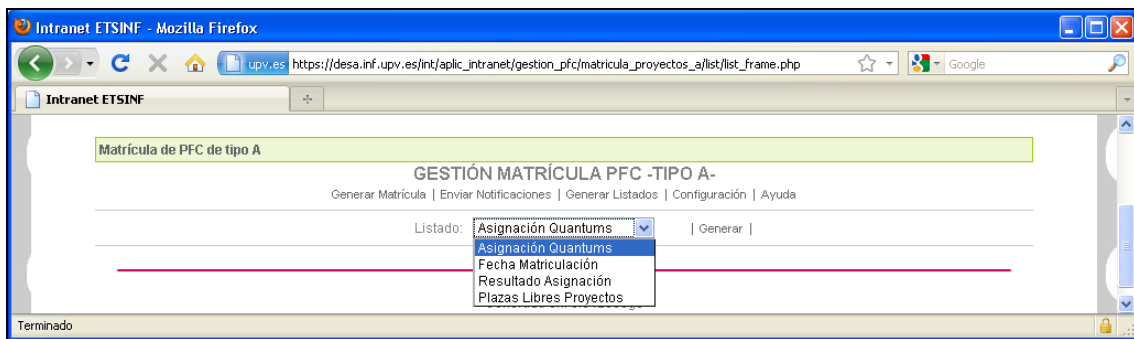 Intranet ETSINF - Mozilla Firefox
upv.es https://desa.inf.upv.es/int/aplic_intranet/gestion_pfc/matricula_proyectos_a/list/list_frame.php Google
Intranet ETSINF
Matrícula de PFC de tipo A
GESTIÓN MATRÍCULA PFC -TIPO A-
Generar Matrícula | Enviar Notificaciones | Generar Listados | Configuración | Ayuda
Listado: Asignación Quantums | Generar |
Asignación Quantums
Fecha Matriculación
Resultado Asignación
Plazas Libres Proyectos
Terminado